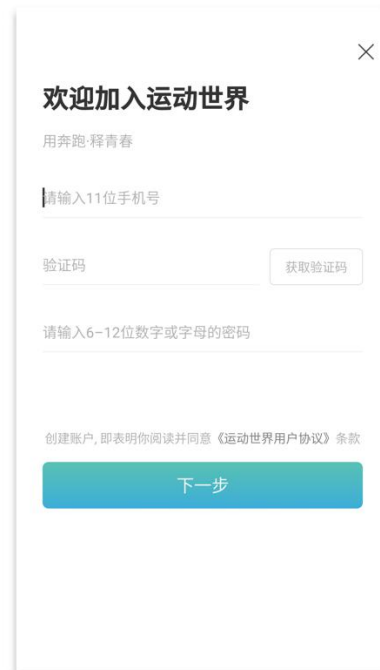 欢迎加入运动世界
用奔跑·释青春
请输入11位手机号
验证码 获取验证码
请输入6-12位数字或字母的密码
创建账户, 即表明你阅读并同意《运动世界用户协议》条款
下一步